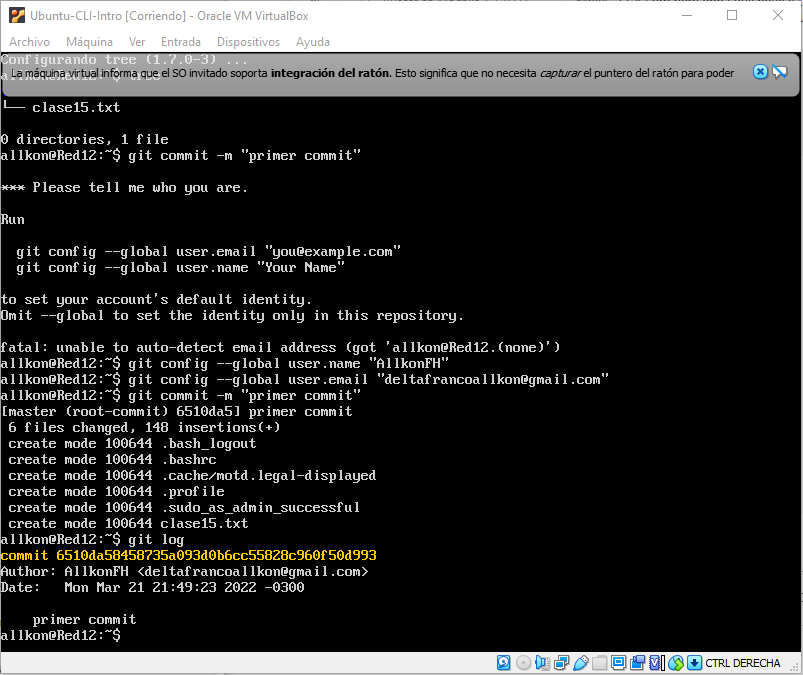 Ubuntu-CLI-Intro [Corriendo] - Oracle VM VirtualBox
Archivo Máquina Ver Entrada Dispositivos Ayuda
Configurando tree (1.7.0-3) ...
La máquina virtual informa que el SO invitado soporta integración del ratón. Esto significa que no necesita capturar el puntero del ratón para poder
└── clase15.txt
0 directories, 1 file
allkon@Red12:~$ git commit -m "primer commit"
*** Please tell me who you are.
Run
git config --global user.email "you@example.com"
git config --global user.name "Your Name"
to set your account's default identity.
Omit --global to set the identity only in this repository.
fatal: unable to auto-detect email address (got 'allkon@Red12.(none)')
allkon@Red12:~$ git config --global user.name "AllkonFH"
allkon@Red12:~$ git config --global user.email "deltafrancoallkon@gmail.com"
allkon@Red12:~$ git commit -m "primer commit"
[master (root-commit) 6510da5] primer commit
6 files changed, 148 insertions(+)
create mode 100644 .bash_logout
create mode 100644 .bashrc
create mode 100644 .cache/motd.legal-displayed
create mode 100644 .profile
create mode 100644 .sudo_as_admin_successful
create mode 100644 clase15.txt
allkon@Red12:~$ git log
commit 6510da58458735a093d0b6cc55828c960f50d993
Author: AllkonFH <deltafrancoallkon@gmail.com>
Date: Mon Mar 21 21:49:23 2022 -0300
primer commit
allkon@Red12:~$
CTRL DERECHA